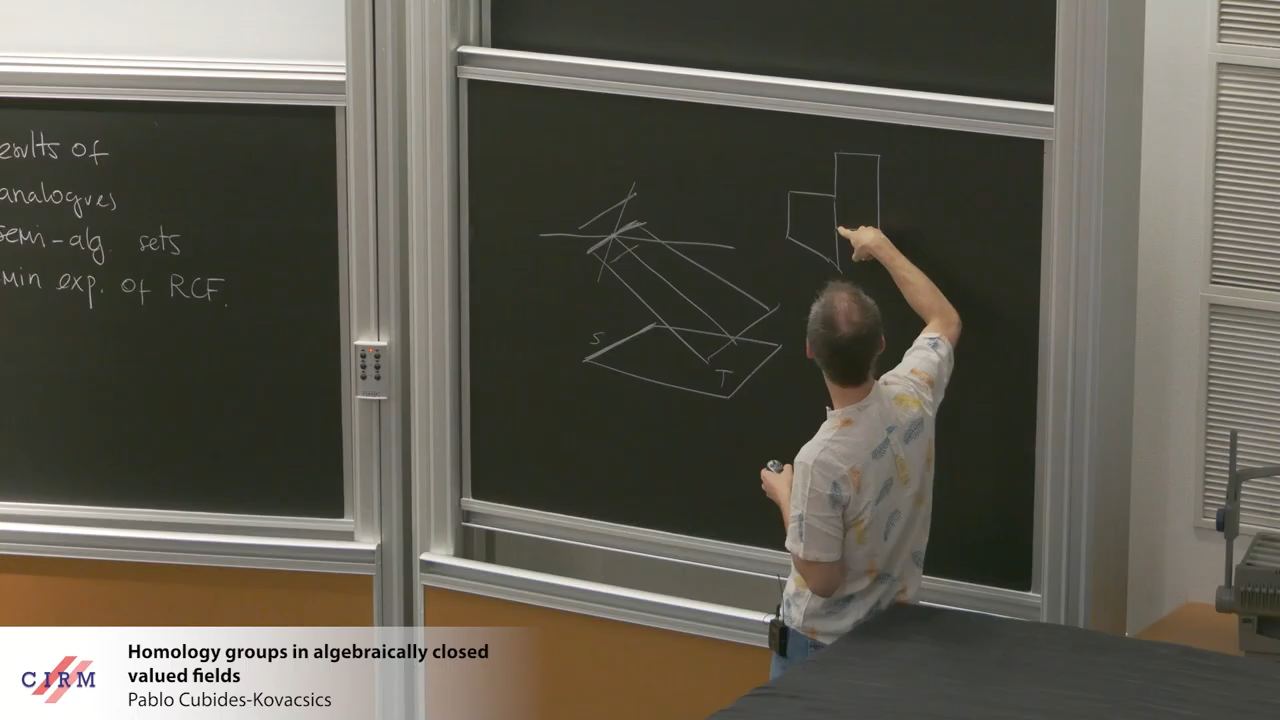 esults of
analogues
semi-alg. sets
min exp. of RCF.
S
T
CIRM
Homology groups in algebraically closed
valued fields
Pablo Cubides-Kovacsics